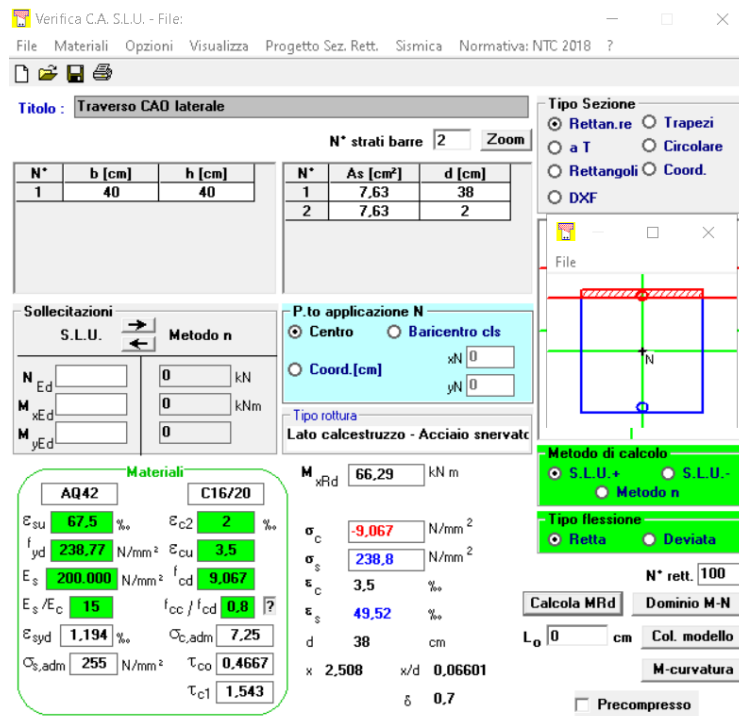 Verifica C.A. S.L.U. - File:
File Materiali Opzioni Visualizza Progetto Sez. Rett. Sismica Normativa: NTC 2018 ?
Titolo : Traverso CAO laterale
N° strati barre 2 Zoom
N° b [cm] h [cm]
1 40 40
N° As [cm²] d [cm]
1 7,63 38
2 7,63 2
Tipo Sezione
Rettan.re Trapezi
a T Circolare
Rettangoli Coord.
DXF
File
N
Sollecitazioni
S.L.U. Metodo n
N Ed 0 kN
M xEd 0 kNm
M yEd 0
P.to applicazione N
Centro Baricentro cls
Coord.[cm] xN 0
yN 0
Tipo rottura
Lato calcestruzzo - Acciaio snervato
Metodo di calcolo
S.L.U.+ S.L.U.-
Metodo n
Tipo flessione
Retta Deviata
N° rett. 100
Calcola MRd Dominio M-N
L₀ 0 cm Col. modello
M-curvatura
Precompresso
Materiali
AQ42 C16/20
εsu 67,5 ‰ εc2 2 ‰
fyd 238,77 N/mm² εcu 3,5
Es 200.000 N/mm² fcd 9,067
Es/Ec 15 fcc / fcd 0,8 ?
εsyd 1,194 ‰ σc,adm 7,25
σs,adm 255 N/mm² τco 0,4667
τc1 1,543
M xRd 66,29 kN m
σc -9,067 N/mm²
σs 238,8 N/mm²
εc 3,5 ‰
εs 49,52 ‰
d 38 cm
x 2,508 x/d 0,06601
δ 0,7